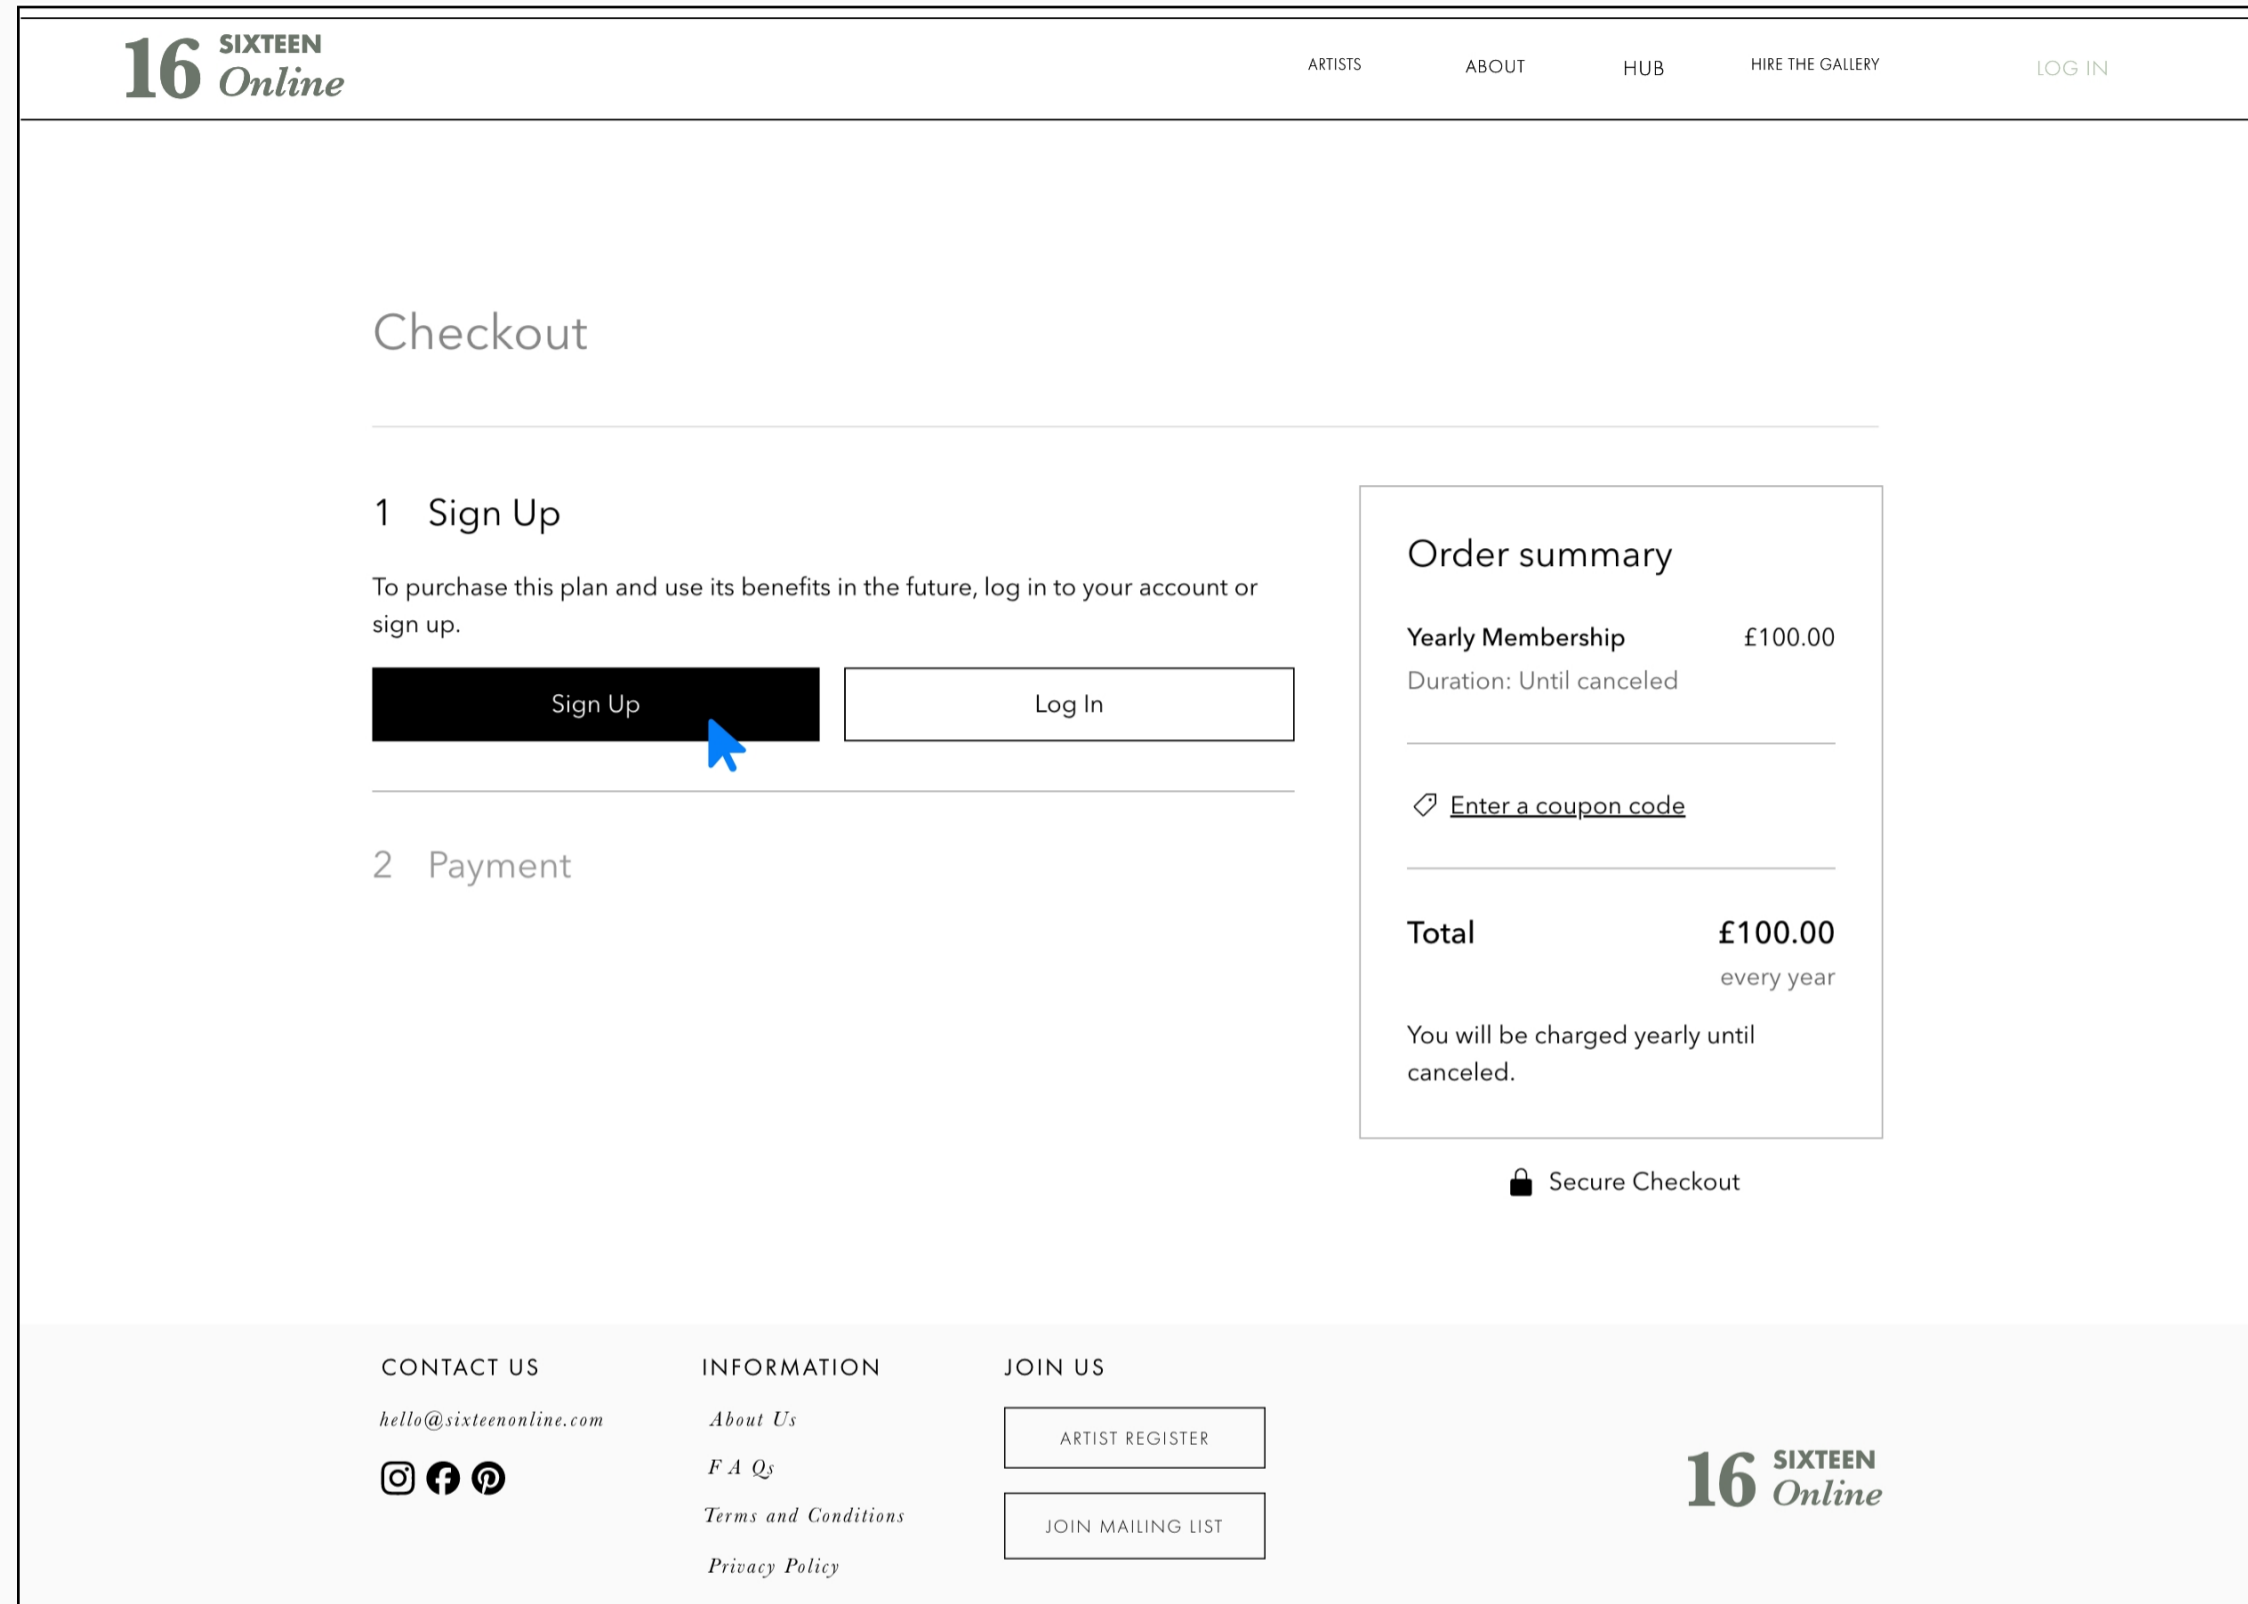 16 SIXTEEN
Online
ARTISTS
ABOUT
HUB
HIRE THE GALLERY
LOG IN
Checkout
1 Sign Up
To purchase this plan and use its benefits in the future, log in to your account or
sign up.
Sign Up
Log In
2 Payment
Order summary
Yearly Membership £100.00
Duration: Until canceled
Enter a coupon code
Total £100.00
every year
You will be charged yearly until
canceled.
Secure Checkout
CONTACT US
hello@sixteenonline.com
INFORMATION
About Us
F A Qs
Terms and Conditions
Privacy Policy
JOIN US
ARTIST REGISTER
JOIN MAILING LIST
16 SIXTEEN
Online